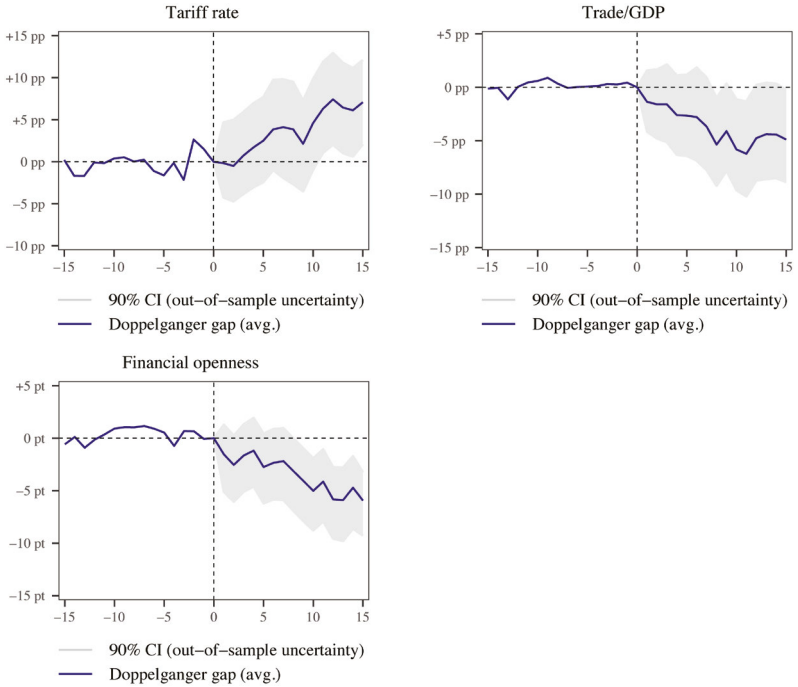 Tariff rate
+15 pp
+10 pp
+5 pp
0 pp
−5 pp
−10 pp
−15 −10 −5 0 5 10 15
90% CI (out−of−sample uncertainty)
Doppelganger gap (avg.)
Trade/GDP
+5 pp
0 pp
−5 pp
−10 pp
−15 pp
−15 −10 −5 0 5 10 15
90% CI (out−of−sample uncertainty)
Doppelganger gap (avg.)
Financial openness
+5 pt
0 pt
−5 pt
−10 pt
−15 pt
−15 −10 −5 0 5 10 15
90% CI (out−of−sample uncertainty)
Doppelganger gap (avg.)